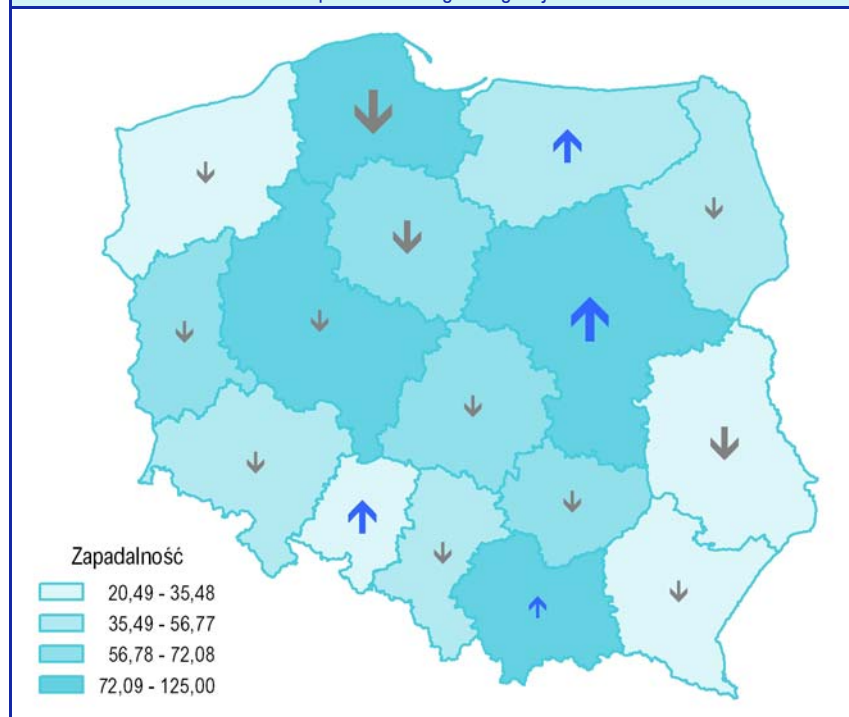 Zapadalność
20,49 - 35,48
35,49 - 56,77
56,78 - 72,08
72,09 - 125,00